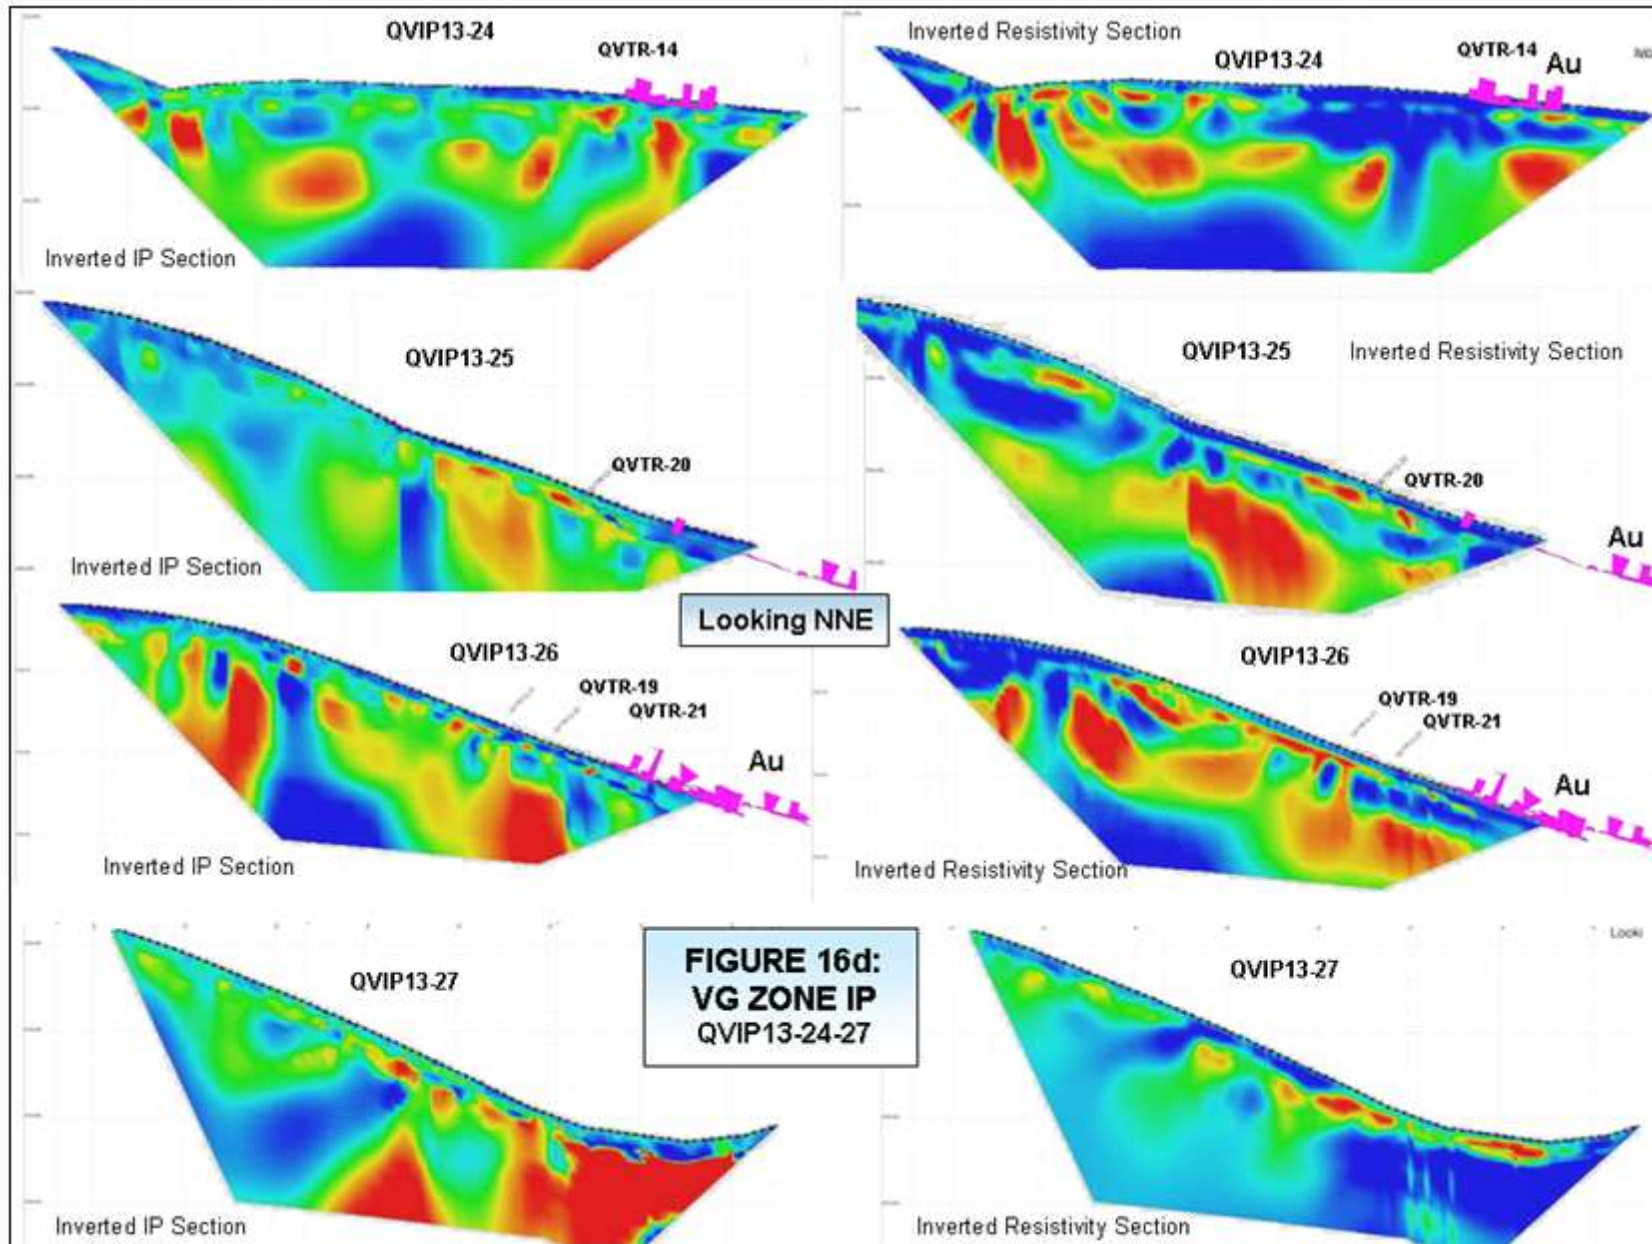 QVIP13-24
QVTR-14
Inverted IP Section
Inverted Resistivity Section
QVIP13-24
QVTR-14
Au
QVIP13-25
QVTR-20
Inverted IP Section
QVIP13-25
Inverted Resistivity Section
QVTR-20
Au
Looking NNE
QVIP13-26
QVTR-19
QVTR-21
Au
Inverted IP Section
QVIP13-26
QVTR-19
QVTR-21
Au
Inverted Resistivity Section
QVIP13-27
Inverted IP Section
FIGURE 16d:
VG ZONE IP
QVIP13-24-27
QVIP13-27
Looki
Inverted Resistivity Section